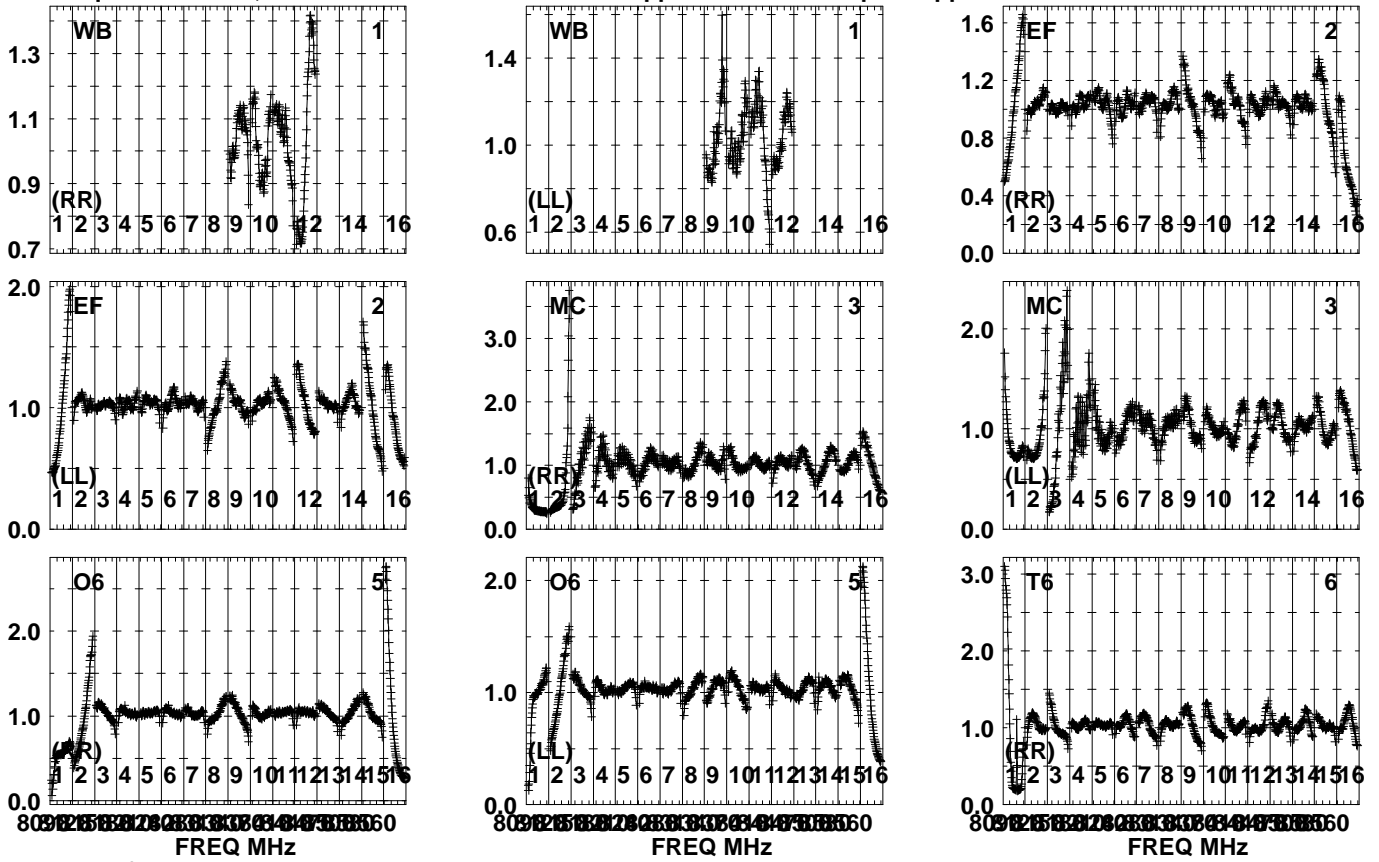 WB 1
1.3
1.1
0.9
0.7
(RR)
1 2 3 4 5 6 7 8 9 10 12 14 16
WB 1
1.4
1.0
0.6
(LL)
1 2 3 4 5 6 7 8 9 10 12 14 16
EF 2
1.6
1.2
0.8
0.4
0.0
(RR)
1 2 3 4 5 6 7 8 9 10 12 14 16
EF 2
2.0
1.0
0.0
(LL)
1 2 3 4 5 6 7 8 9 10 12 14 16
MC 3
3.0
2.0
1.0
0.0
(RR)
1 2 3 4 5 6 7 8 9 10 12 14 16
MC 3
2.0
1.0
0.0
(LL)
1 2 3 4 5 6 7 8 9 10 12 14 16
O6 5
2.0
1.0
0.0
(RR)
1 2 3 4 5 6 7 8 9 10 11 12 13 14 15 16
FREQ MHz
O6 5
2.0
1.0
0.0
(LL)
1 2 3 4 5 6 7 8 9 10 11 12 13 14 15 16
FREQ MHz
T6 6
3.0
2.0
1.0
0.0
(RR)
1 2 3 4 5 6 7 8 9 10 11 12 13 14 15 16
FREQ MHz